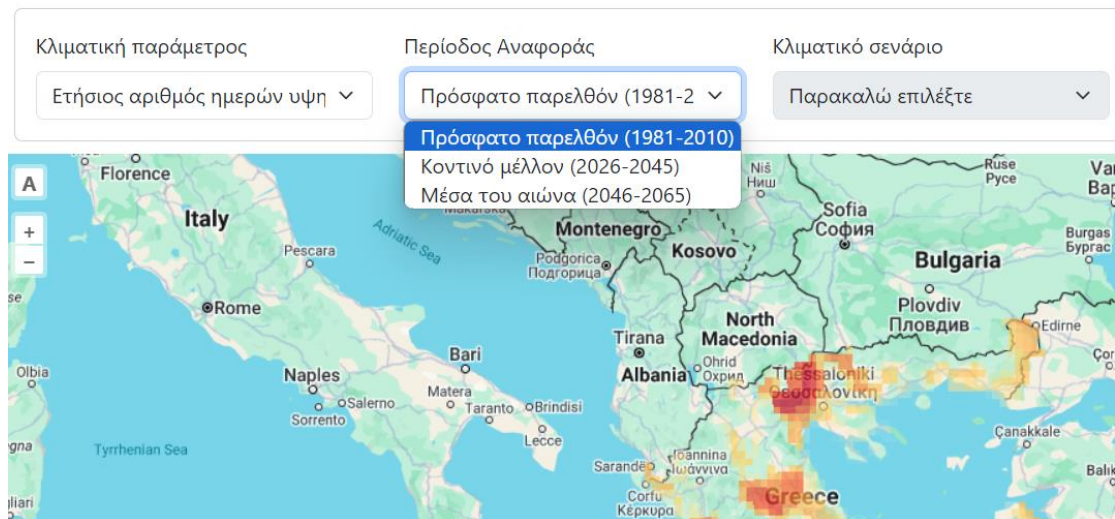 Κλιματική παράμετρος
Περίοδος Αναφοράς
Κλιματικό σενάριο
Ετήσιος αριθμός ημερών υψη
Πρόσφατο παρελθόν (1981-2
Παρακαλώ επιλέξτε
Πρόσφατο παρελθόν (1981-2010)
Κοντινό μέλλον (2026-2045)
Μέσα του αιώνα (2046-2065)
A
+
−
Florence
Italy
Pescara
Adriatic Sea
Rome
Montenegro
Podgorica
Подгорица
Kosovo
Niš
Ниш
Sofia
София
Ruse
Русе
Burgas
Бургас
Bulgaria
Plovdiv
Пловдив
Edirne
North
Macedonia
Tirana
Albania
Ohrid
Охрид
Thessaloniki
Θεσσαλονίκη
Bari
Olbia
Naples
Salerno
Sorrento
Matera
Taranto
Brindisi
Lecce
Tyrrhenian Sea
Çanakkale
Sarandë
Ioannina
Ιωάννινα
Corfu
Κέρκυρα
Greece